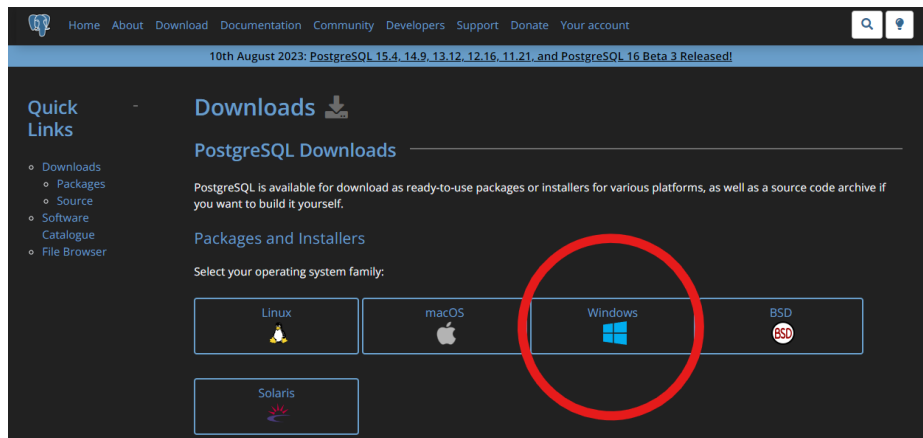 Home About Download Documentation Community Developers Support Donate Your account
10th August 2023: PostgreSQL 15.4, 14.9, 13.12, 12.16, 11.21, and PostgreSQL 16 Beta 3 Released!
Quick
Links
-
Downloads
Packages
Source
Software
Catalogue
File Browser
Downloads
PostgreSQL Downloads
PostgreSQL is available for download as ready-to-use packages or installers for various platforms, as well as a source code archive if
you want to build it yourself.
Packages and Installers
Select your operating system family:
Linux
macOS
Windows
BSD
BSD
Solaris